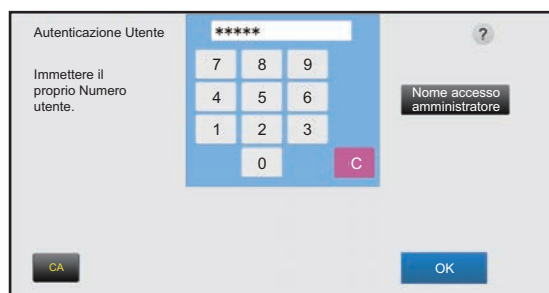 Autenticazione Utente
*****
?
Immettere il
proprio Numero
utente.
7 8 9
4 5 6
1 2 3
0 C
Nome accesso
amministratore
CA
OK